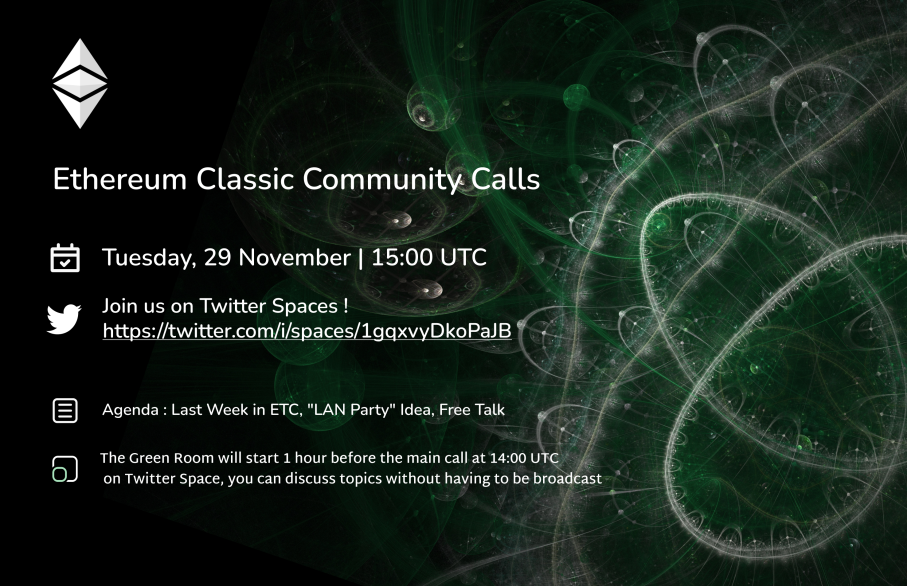 Ethereum Classic Community Calls
Tuesday, 29 November | 15:00 UTC
Join us on Twitter Spaces !
https://twitter.com/i/spaces/1gqxvyDkoPaJB
Agenda : Last Week in ETC, "LAN Party" Idea, Free Talk
The Green Room will start 1 hour before the main call at 14:00 UTC
on Twitter Space, you can discuss topics without having to be broadcast